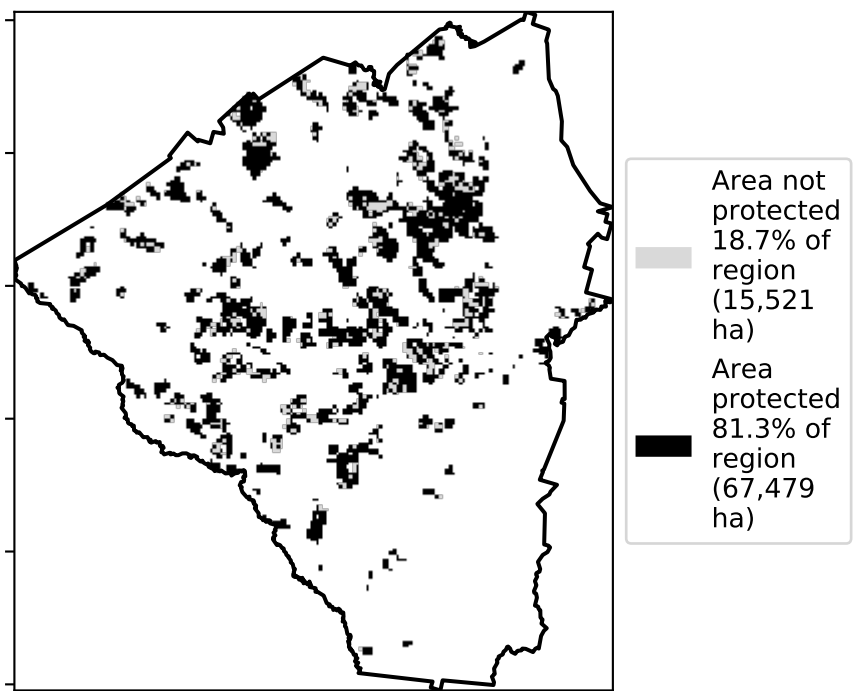 Area not
protected
18.7% of
region
(15,521
ha)
Area
protected
81.3% of
region
(67,479
ha)